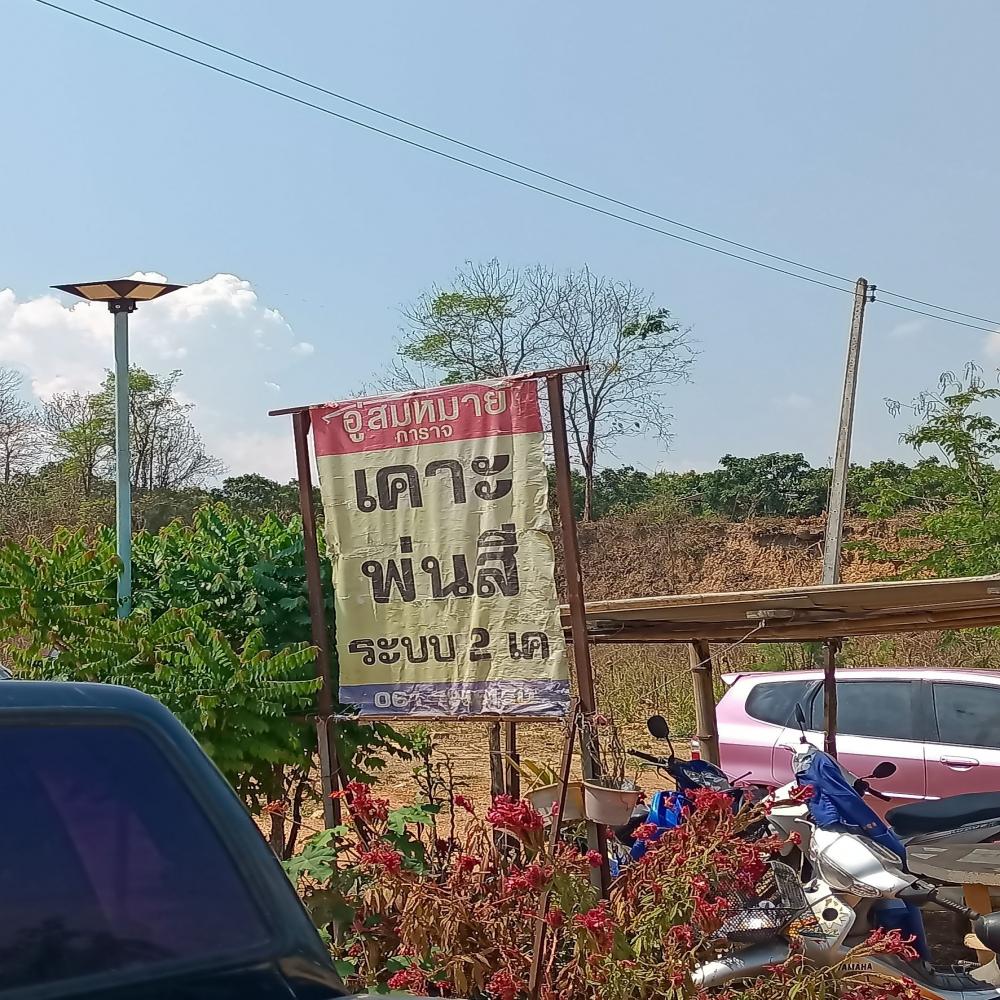 อู่สมหมาย
การาจ
เคาะ
พ่นสี
ระบบ 2 เค
YAMAHA